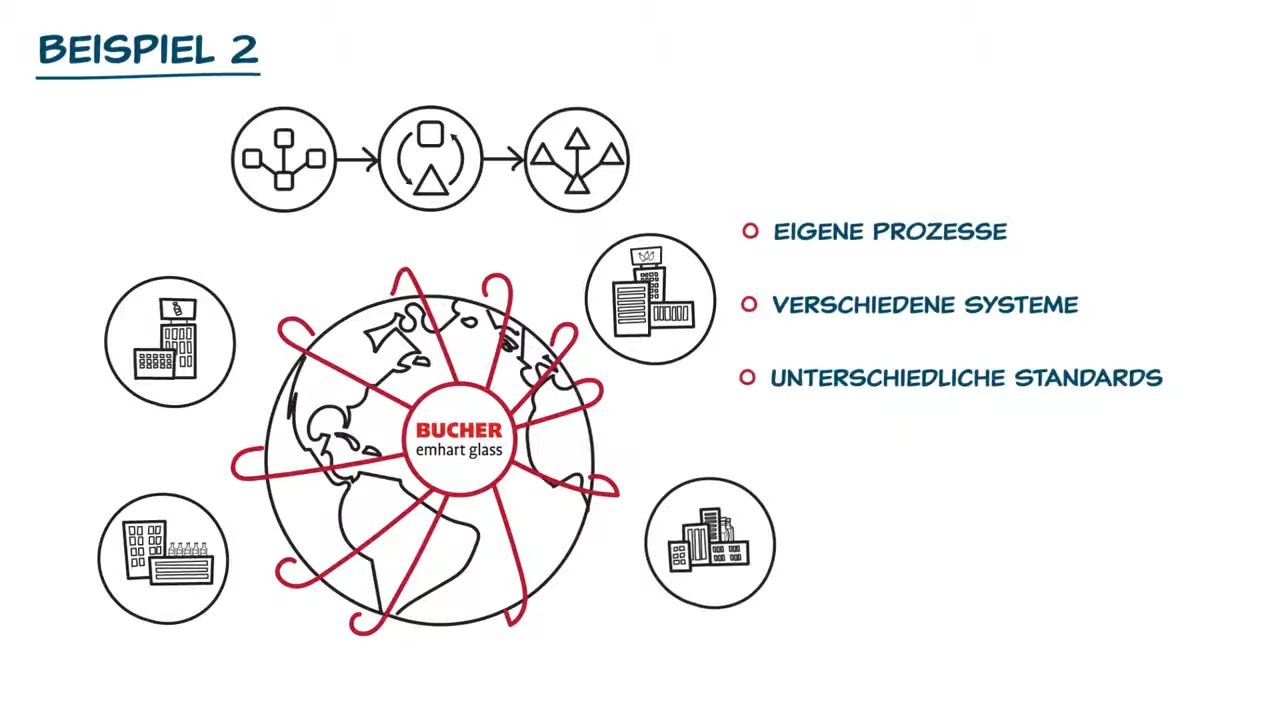 BEISPIEL 2
EIGENE PROZESSE
VERSCHIEDENE SYSTEME
UNTERSCHIEDLICHE STANDARDS
BUCHER
emhart glass